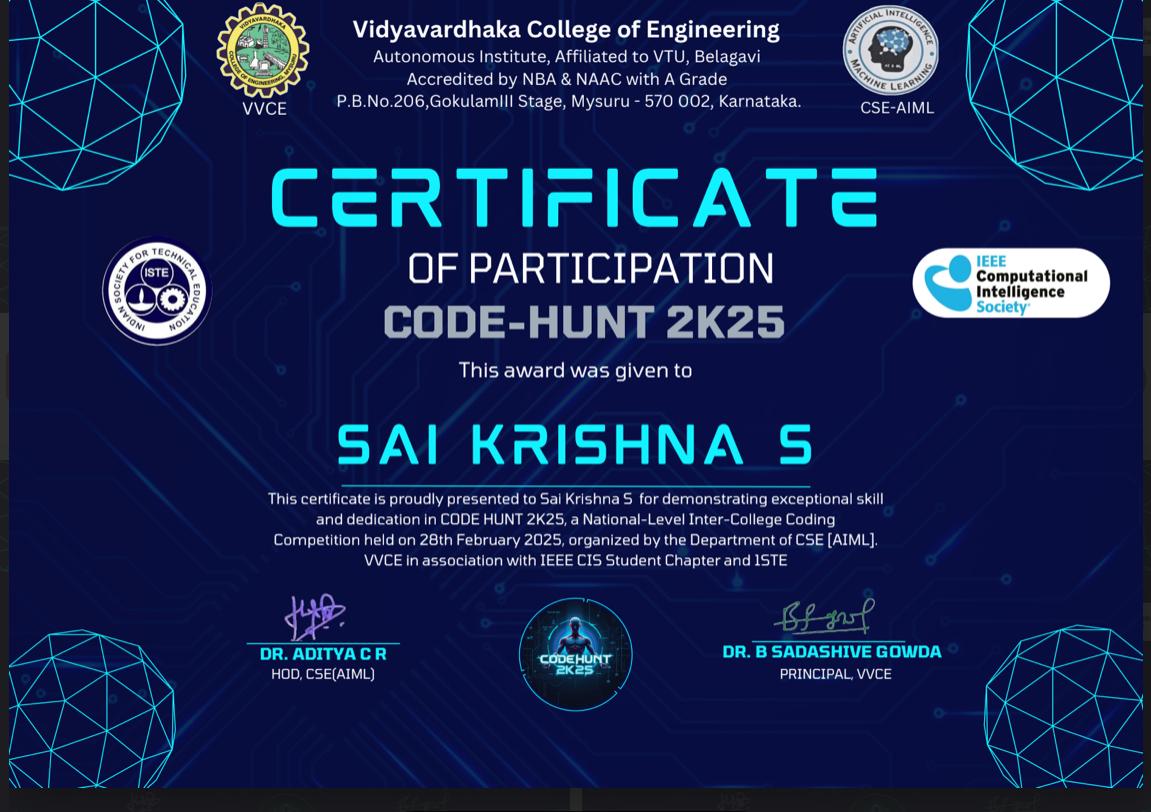 Vidyavardhaka College of Engineering
Autonomous Institute, Affiliated to VTU, Belagavi
Accredited by NBA & NAAC with A Grade
P.B.No.206,GokulamIII Stage, Mysuru - 570 002, Karnataka.
VIDYAVARDHAKA
VVCE
ARTIFICIAL INTELLIGENCE
MACHINE LEARNING
CSE-AIML
CERTIFICATE
OF PARTICIPATION
CODE-HUNT 2K25
INDIAN SOCIETY FOR TECHNICAL EDUCATION
ISTE
IEEE
Computational
Intelligence
Society
This award was given to
SAI KRISHNA S
This certificate is proudly presented to Sai Krishna S for demonstrating exceptional skill
and dedication in CODE HUNT 2K25, a National-Level Inter-College Coding
Competition held on 28th February 2025, organized by the Department of CSE [AIML].
VVCE in association with IEEE CIS Student Chapter and 1STE
DR. ADITYA C R
HOD, CSE(AIML)
CODEHUNT
2K25
DR. B SADASHIVE GOWDA
PRINCIPAL, VVCE